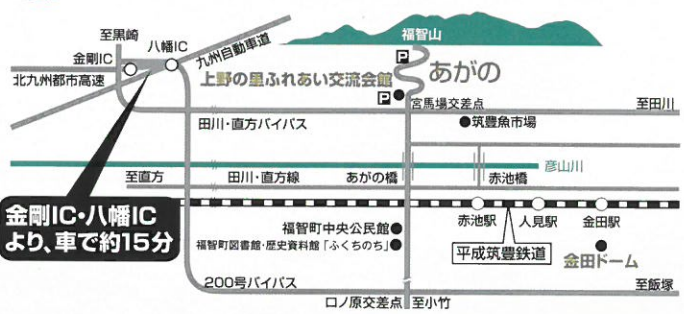 至黒崎
福智山
金剛IC
八幡IC
九州自動車道
北九州都市高速
P
あがの
上野の里ふれあい交流会館
P
宮馬場交差点
至田川
田川・直方バイパス
筑豊魚市場
彦山川
至直方
田川・直方線
あがの橋
赤池橋
金剛IC・八幡IC
より、車で約15分
赤池駅
人見駅
金田駅
福智町中央公民館
福智町図書館・歴史資料館「ふくちのち」
平成筑豊鉄道
金田ドーム
200号バイパス
至飯塚
口ノ原交差点
至小竹